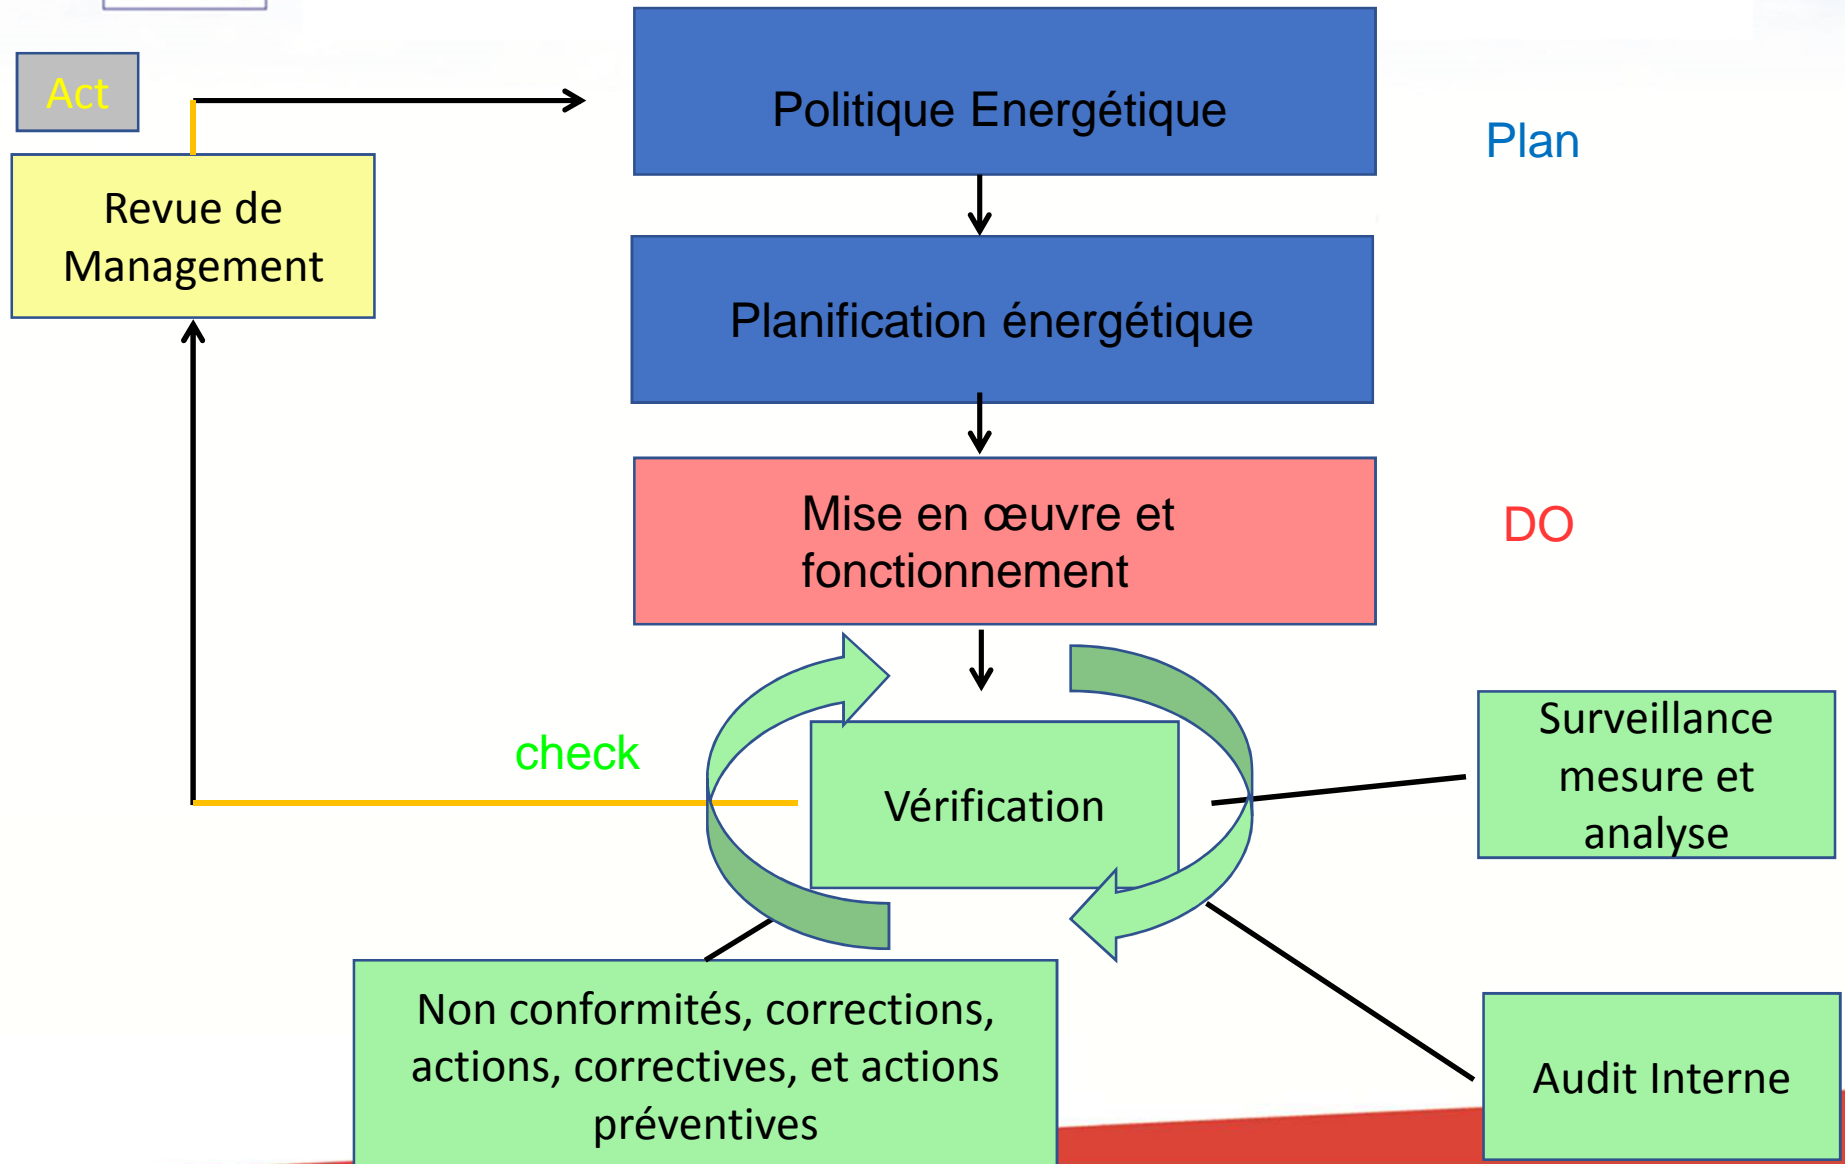 Act
Politique Energétique
Plan
Revue de
Management
Planification énergétique
Mise en œuvre et
fonctionnement
DO
check
Vérification
Surveillance
mesure et
analyse
Non conformités, corrections,
actions, correctives, et actions
préventives
Audit Interne